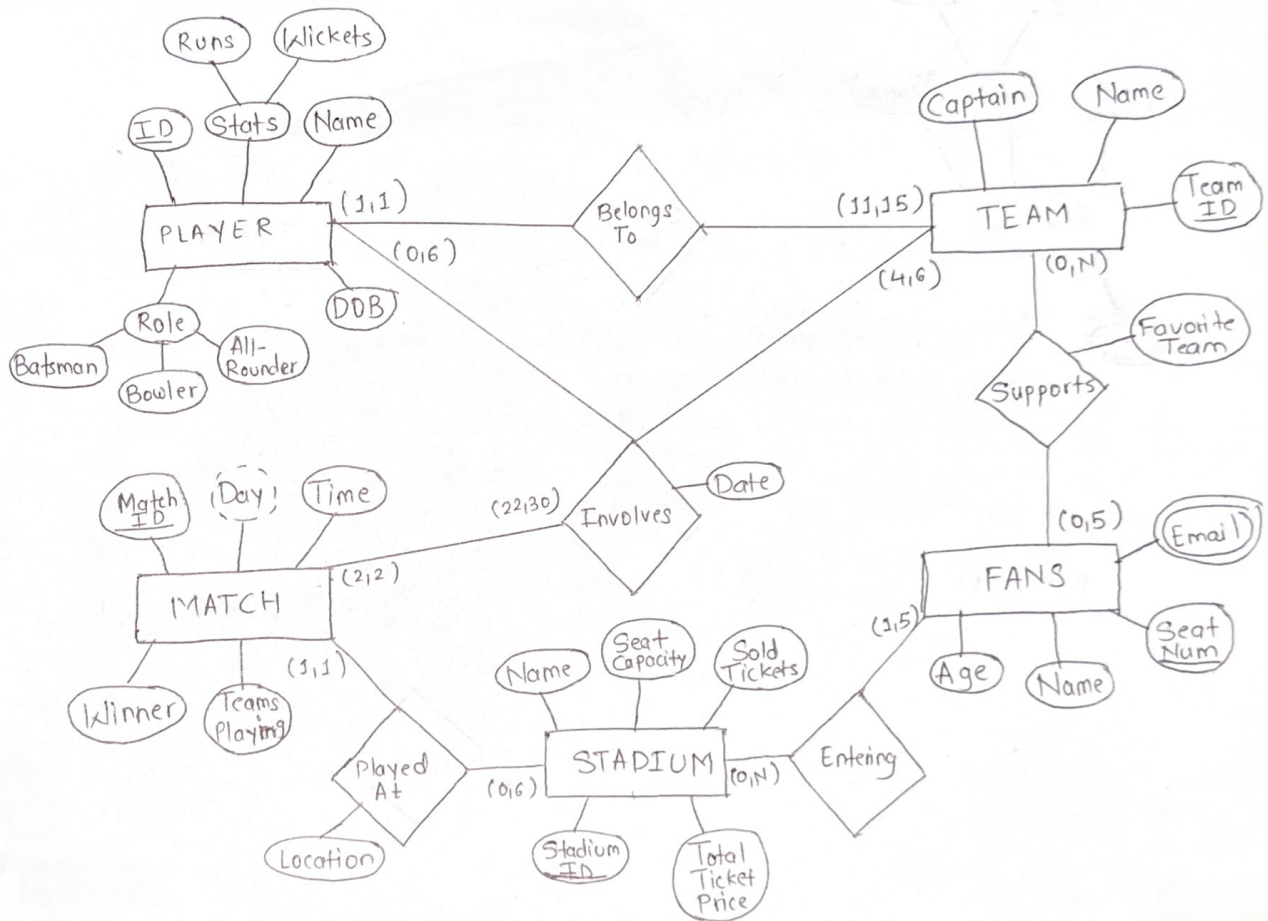 Runs
Wickets
ID
Stats
Name
Captain
Name
(1,1)
PLAYER
(0,6)
Belongs
To
(11,15)
TEAM
Team
ID
(4,6)
(0,N)
DOB
Role
Batsman
Bowler
All-
Rounder
Favorite
Team
Supports
Match
ID
Day
Time
(22,30)
Involves
Date
(0,5)
Email
MATCH
(2,2)
FANS
(1,5)
(1,1)
Age
Name
Seat
Num
Winner
Teams
Playing
Name
Seat
Capacity
Sold
Tickets
Played
At
(0,6)
STADIUM
(0,N)
Entering
Location
Stadium
ID
Total
Ticket
Price